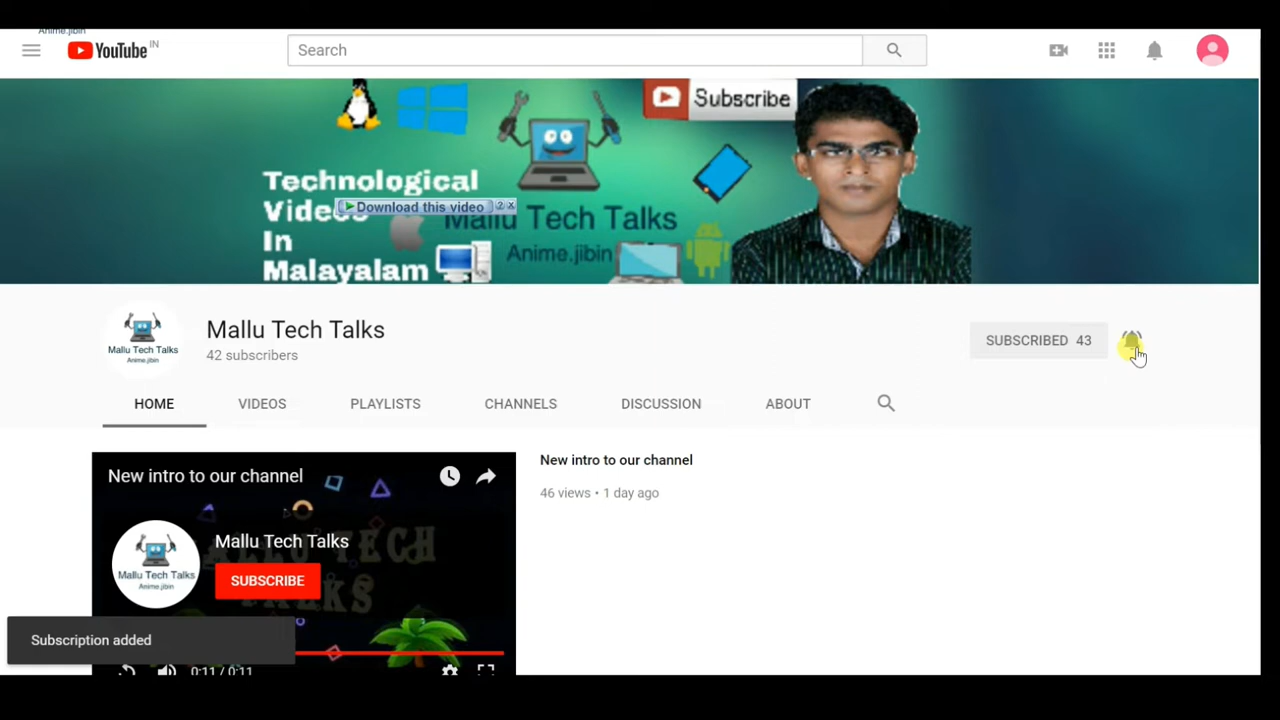 Anime.jibin
YouTube IN
Search
Subscribe
Technological
Videos
Download this video
In
Mallu Tech Talks
Anime.jibin
Malayalam
Mallu Tech Talks
42 subscribers
SUBSCRIBED 43
Mallu Tech Talks
Anime.jibin
HOME VIDEOS PLAYLISTS CHANNELS DISCUSSION ABOUT
New intro to our channel
New intro to our channel
46 views • 1 day ago
Mallu Tech Talks
SUBSCRIBE
Mallu Tech Talks
Anime.jibin
MALLU TECH
TALKS
Subscription added
0:11 / 0:11